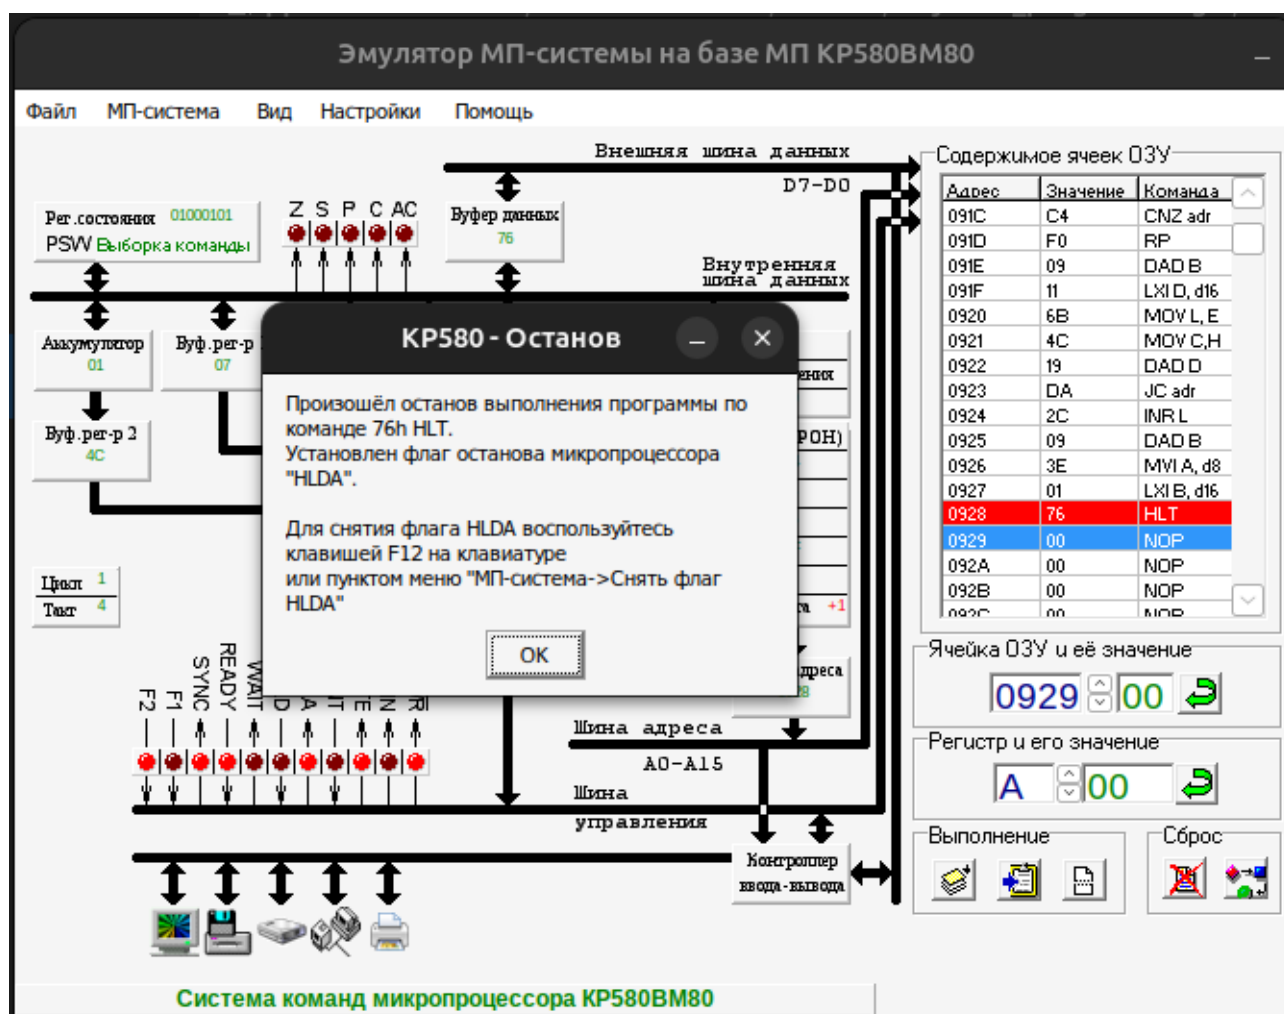 Эмулятор МП-системы на базе МП КР580ВМ80
Файл МП-система Вид Настройки Помощь
Внешняя шина данных
D7-D0
Рег.состояния 01000101
PSW Выборка команды
Z S P C AC
Буфер данных
76
Внутренняя
шина данных
Аккумулятор
01
Буф.рег-р
07
Буф.рег-р 2
4C
Цикл 1
Такт 4
КР580 - Останов
Произошёл останов выполнения программы по
команде 76h HLT.
Установлен флаг останова микропроцессора
"HLDA".
Для снятия флага HLDA воспользуйтесь
клавишей F12 на клавиатуре
или пунктом меню "МП-система->Снять флаг
HLDA"
OK
РОН)
+1
F2 F1 SYNC READY WAIT
Шина адреса
A0-A15
Шина
управления
Контроллер
ввода-вывода
Содержимое ячеек ОЗУ
Адрес Значение Команда
091C C4 CNZ adr
091D F0 RP
091E 09 DAD B
091F 11 LXI D, d16
0920 6B MOV L, E
0921 4C MOV C,H
0922 19 DAD D
0923 DA JC adr
0924 2C INR L
0925 09 DAD B
0926 3E MVI A, d8
0927 01 LXI B, d16
0928 76 HLT
0929 00 NOP
092A 00 NOP
092B 00 NOP
092C 00 NOP
Ячейка ОЗУ и её значение
0929 00
Регистр и его значение
A 00
Выполнение
Сброс
Система команд микропроцессора КР580ВМ80